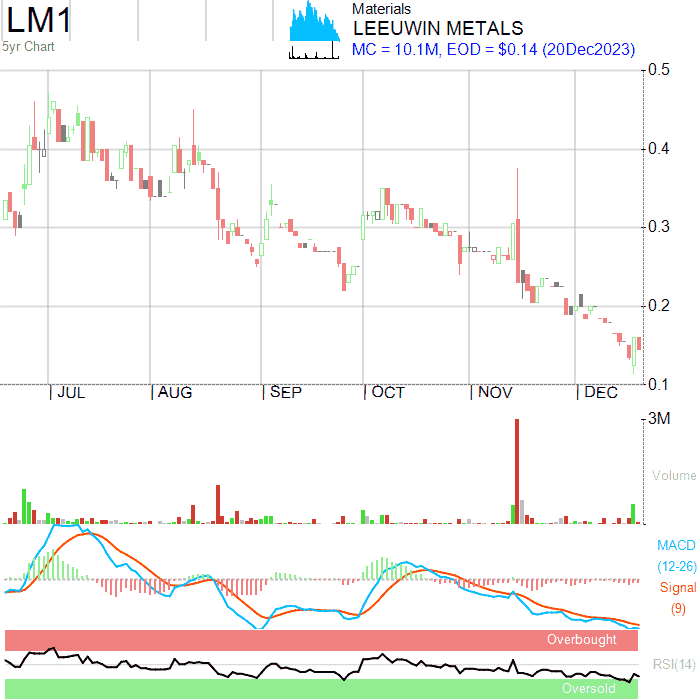 LM1
5yr Chart
Materials
LEEUWIN METALS
MC = 10.1M, EOD = $0.14 (20Dec2023)
0.5
0.4
0.3
0.2
0.1
JUL AUG SEP OCT NOV DEC
3M
Volume
MACD
(12-26)
Signal
(9)
Overbought
RSI(14)
Oversold